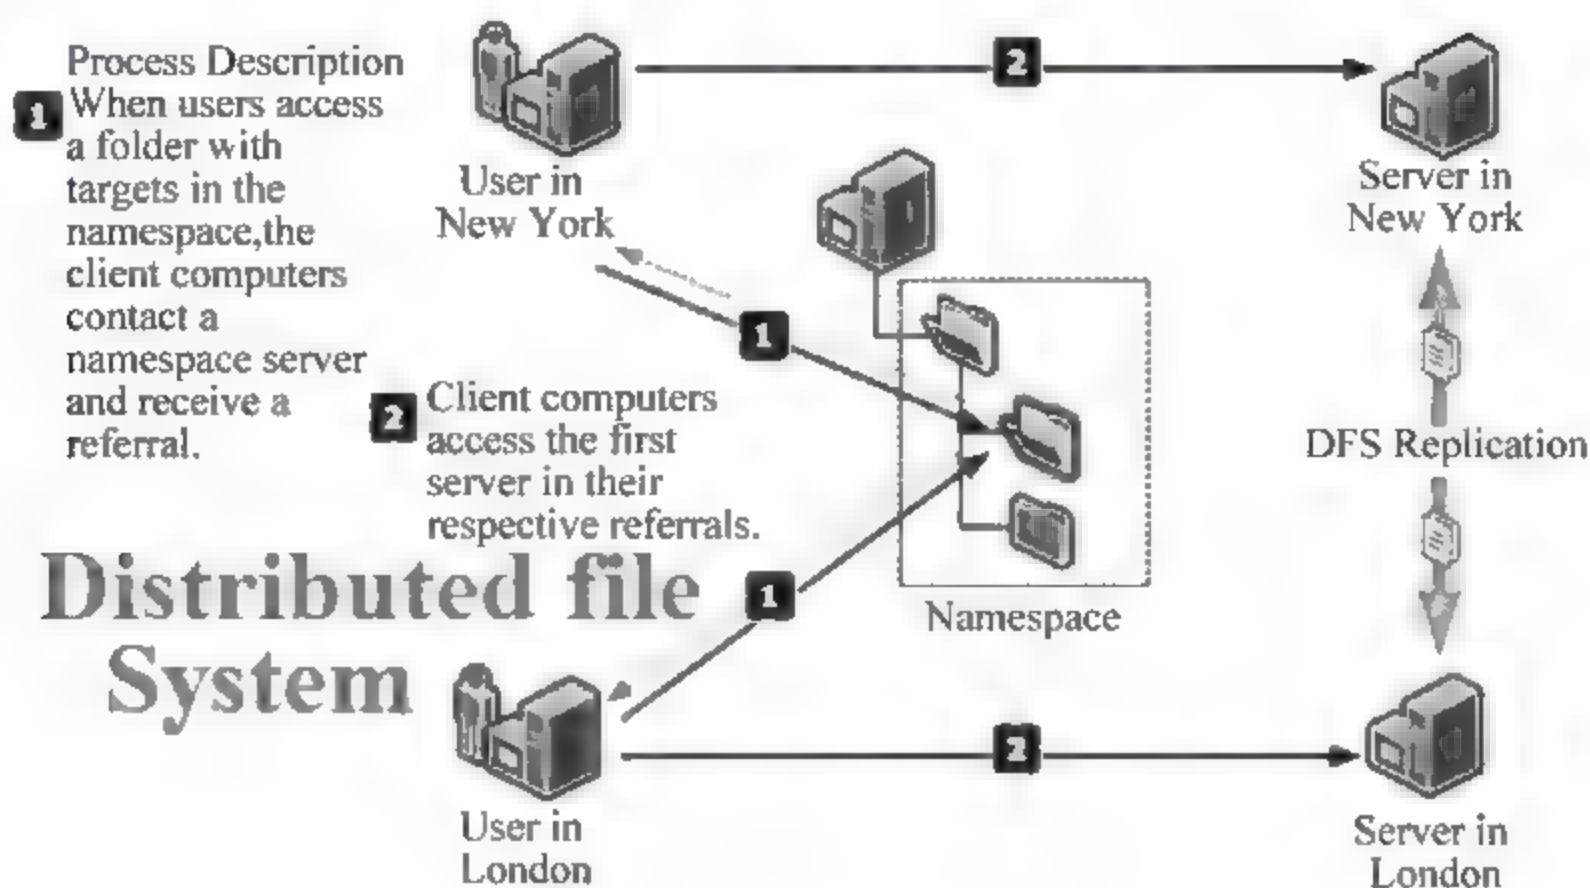 Process Description
1 When users access
a folder with
targets in the
namespace,the
client computers
contact a
namespace server
and receive a
referral.
2 Client computers
access the first
server in their
respective referrals.
Distributed file
System
User in
New York
2
Server in
New York
1
Namespace
DFS Replication
1
User in
London
2
Server in
London